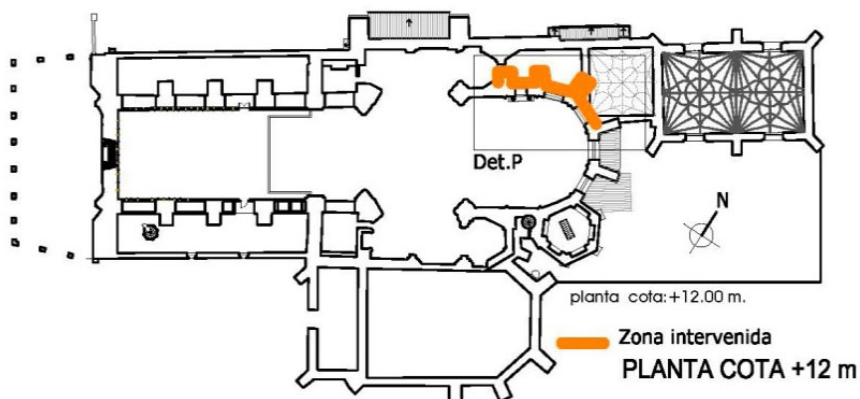 Det.P
N
planta cota:+12.00 m.
Zona intervenida
PLANTA COTA +12 m